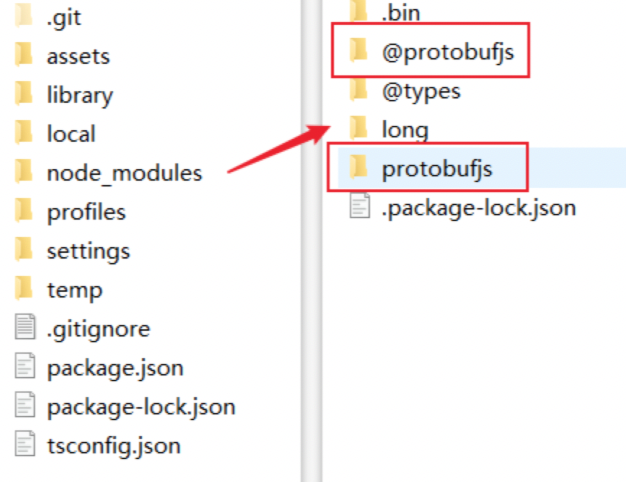 .git
assets
library
local
node_modules
profiles
settings
temp
.gitignore
package.json
package-lock.json
tsconfig.json
.bin
@protobufjs
@types
long
protobufjs
.package-lock.json